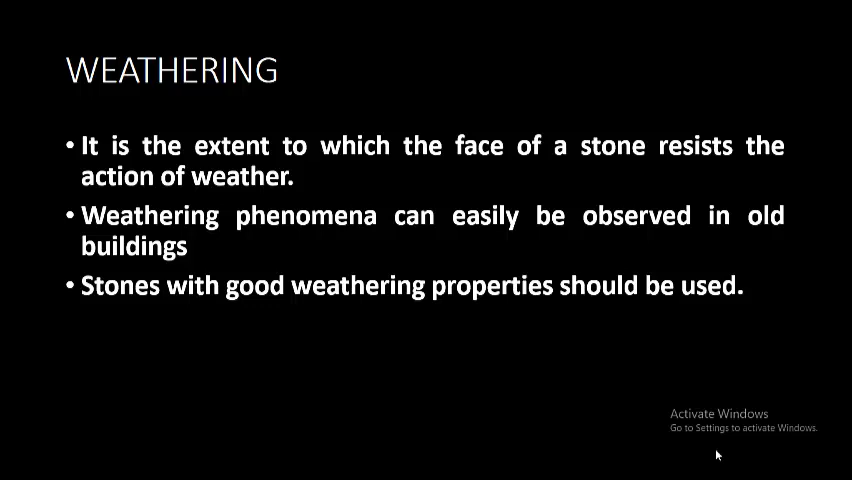 WEATHERING
• It is the extent to which the face of a stone resists the
action of weather.
• Weathering phenomena can easily be observed in old
buildings
• Stones with good weathering properties should be used.
Activate Windows
Go to Settings to activate Windows.